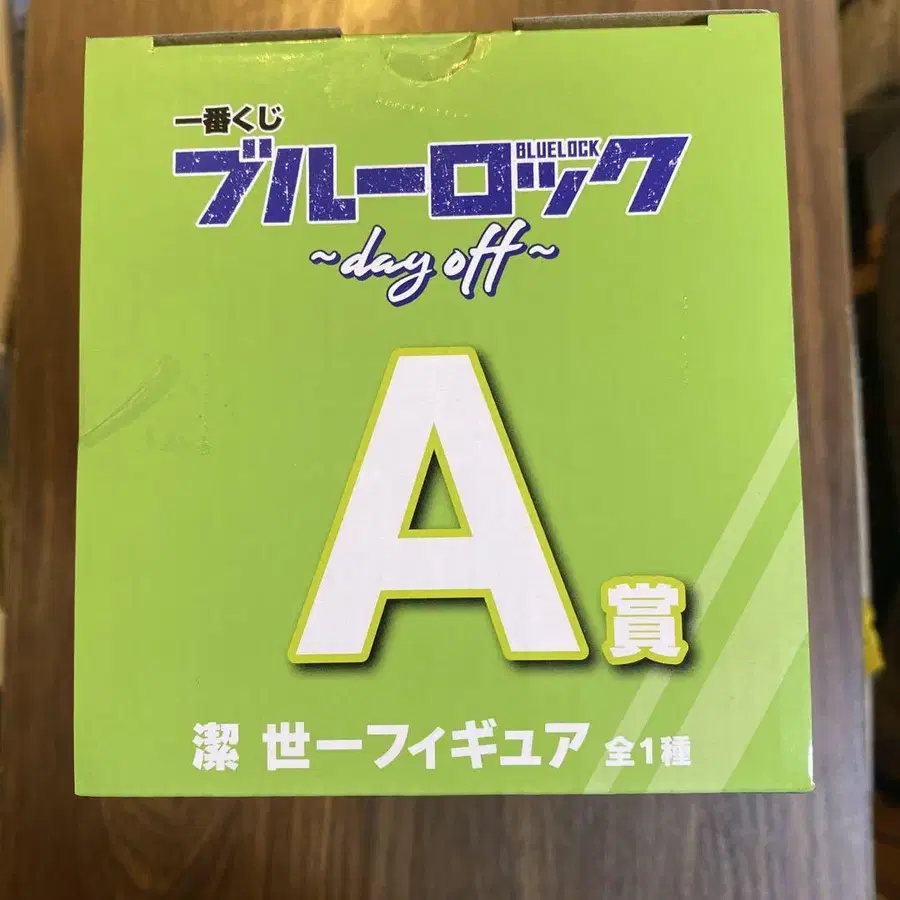 一番くじ
ブルーロック
BLUELOCK
~day off~
A賞
潔 世一フィギュア 全1種